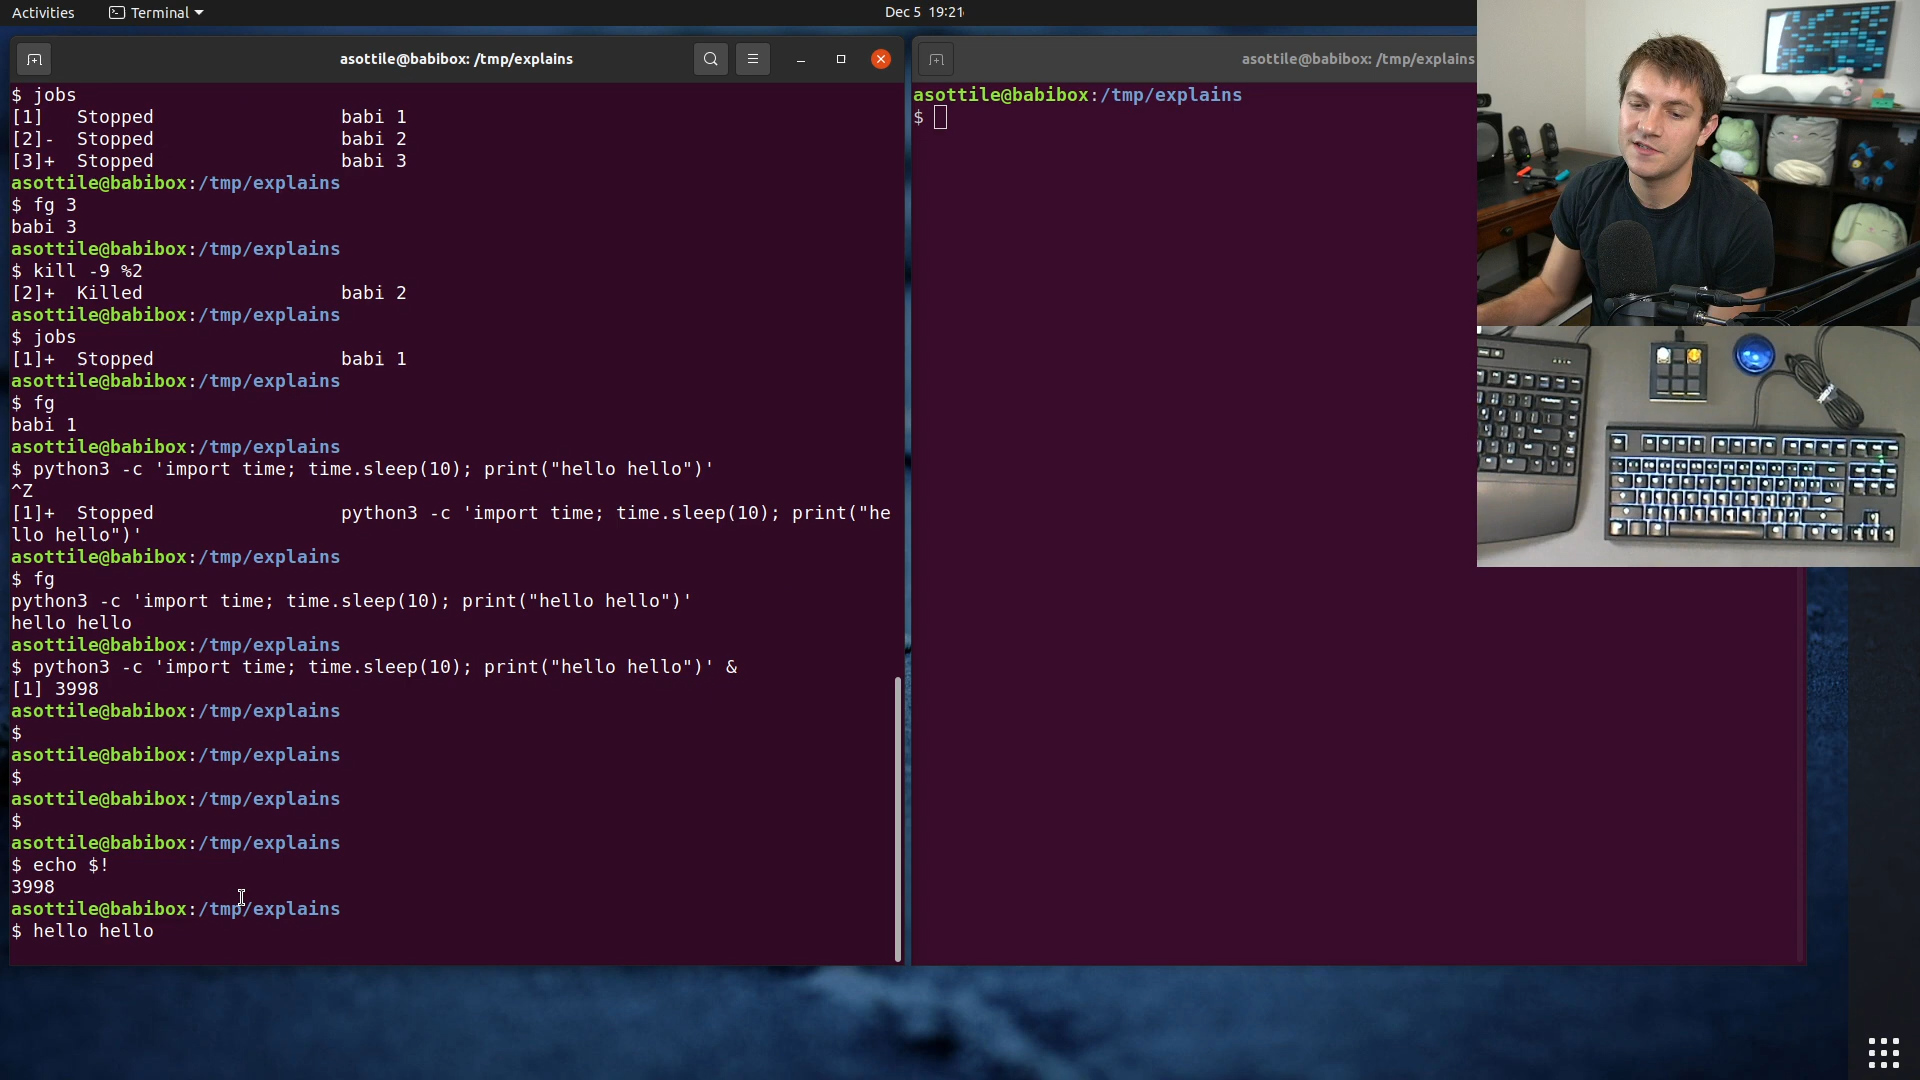 Activities
Terminal
Dec 5 19:21
asottile@babibox: /tmp/explains
$ jobs
[1]   Stopped                 babi 1
[2]-  Stopped                 babi 2
[3]+  Stopped                 babi 3
asottile@babibox:/tmp/explains
$ fg 3
babi 3
asottile@babibox:/tmp/explains
$ kill -9 %2
[2]+  Killed                  babi 2
asottile@babibox:/tmp/explains
$ jobs
[1]+  Stopped                 babi 1
asottile@babibox:/tmp/explains
$ fg
babi 1
asottile@babibox:/tmp/explains
$ python3 -c 'import time; time.sleep(10); print("hello hello")'
^Z
[1]+  Stopped                 python3 -c 'import time; time.sleep(10); print("he
llo hello")'
asottile@babibox:/tmp/explains
$ fg
python3 -c 'import time; time.sleep(10); print("hello hello")'
hello hello
asottile@babibox:/tmp/explains
$ python3 -c 'import time; time.sleep(10); print("hello hello")' &
[1] 3998
asottile@babibox:/tmp/explains
$
asottile@babibox:/tmp/explains
$
asottile@babibox:/tmp/explains
$
asottile@babibox:/tmp/explains
$ echo $!
3998
asottile@babibox:/tmp/explains
$ hello hello
asottile@babibox: /tmp/explains
asottile@babibox:/tmp/explains
$